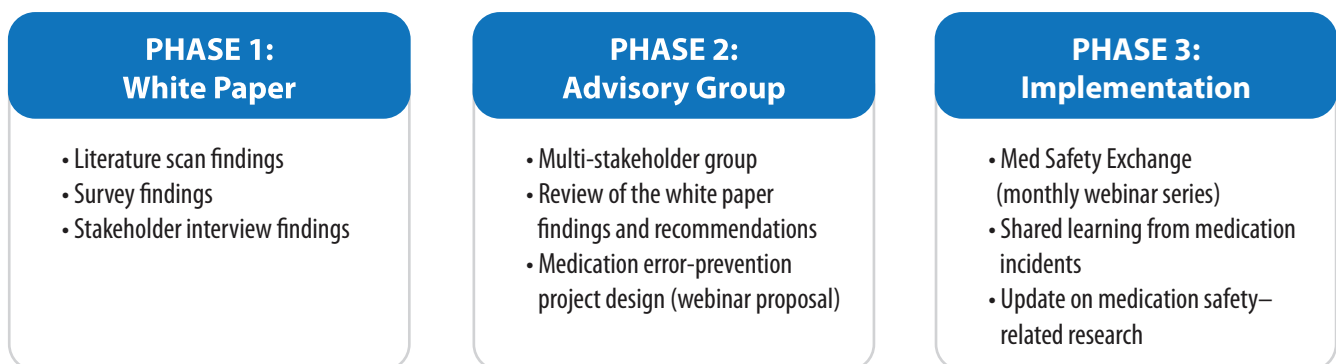 PHASE 1:
White Paper
• Literature scan findings
• Survey findings
• Stakeholder interview findings
PHASE 2:
Advisory Group
• Multi-stakeholder group
• Review of the white paper
findings and recommendations
• Medication error-prevention
project design (webinar proposal)
PHASE 3:
Implementation
• Med Safety Exchange
(monthly webinar series)
• Shared learning from medication
incidents
• Update on medication safety–
related research